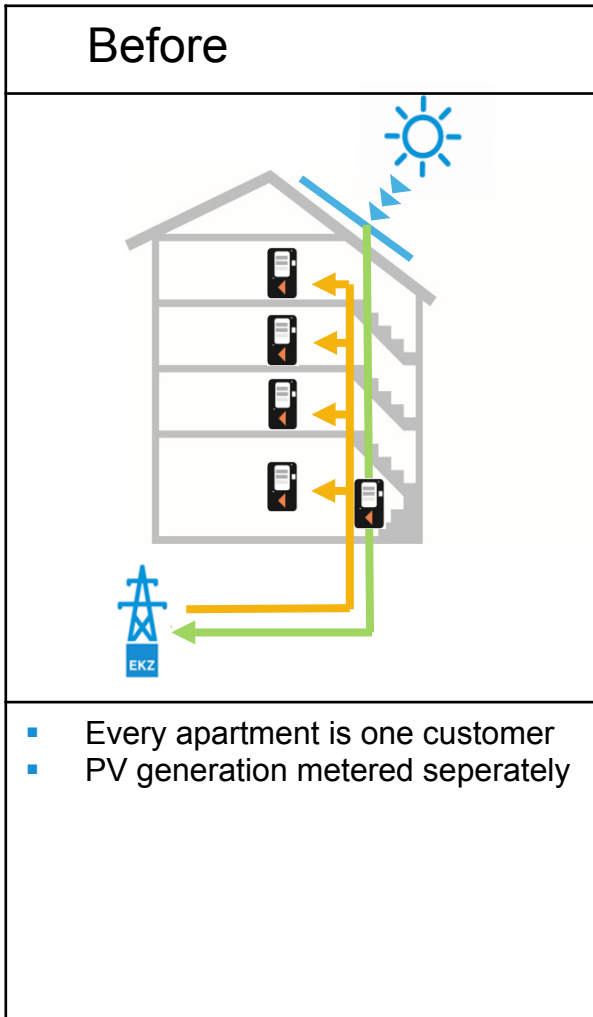 Before
EKZ
▪ Every apartment is one customer
▪ PV generation metered seperately